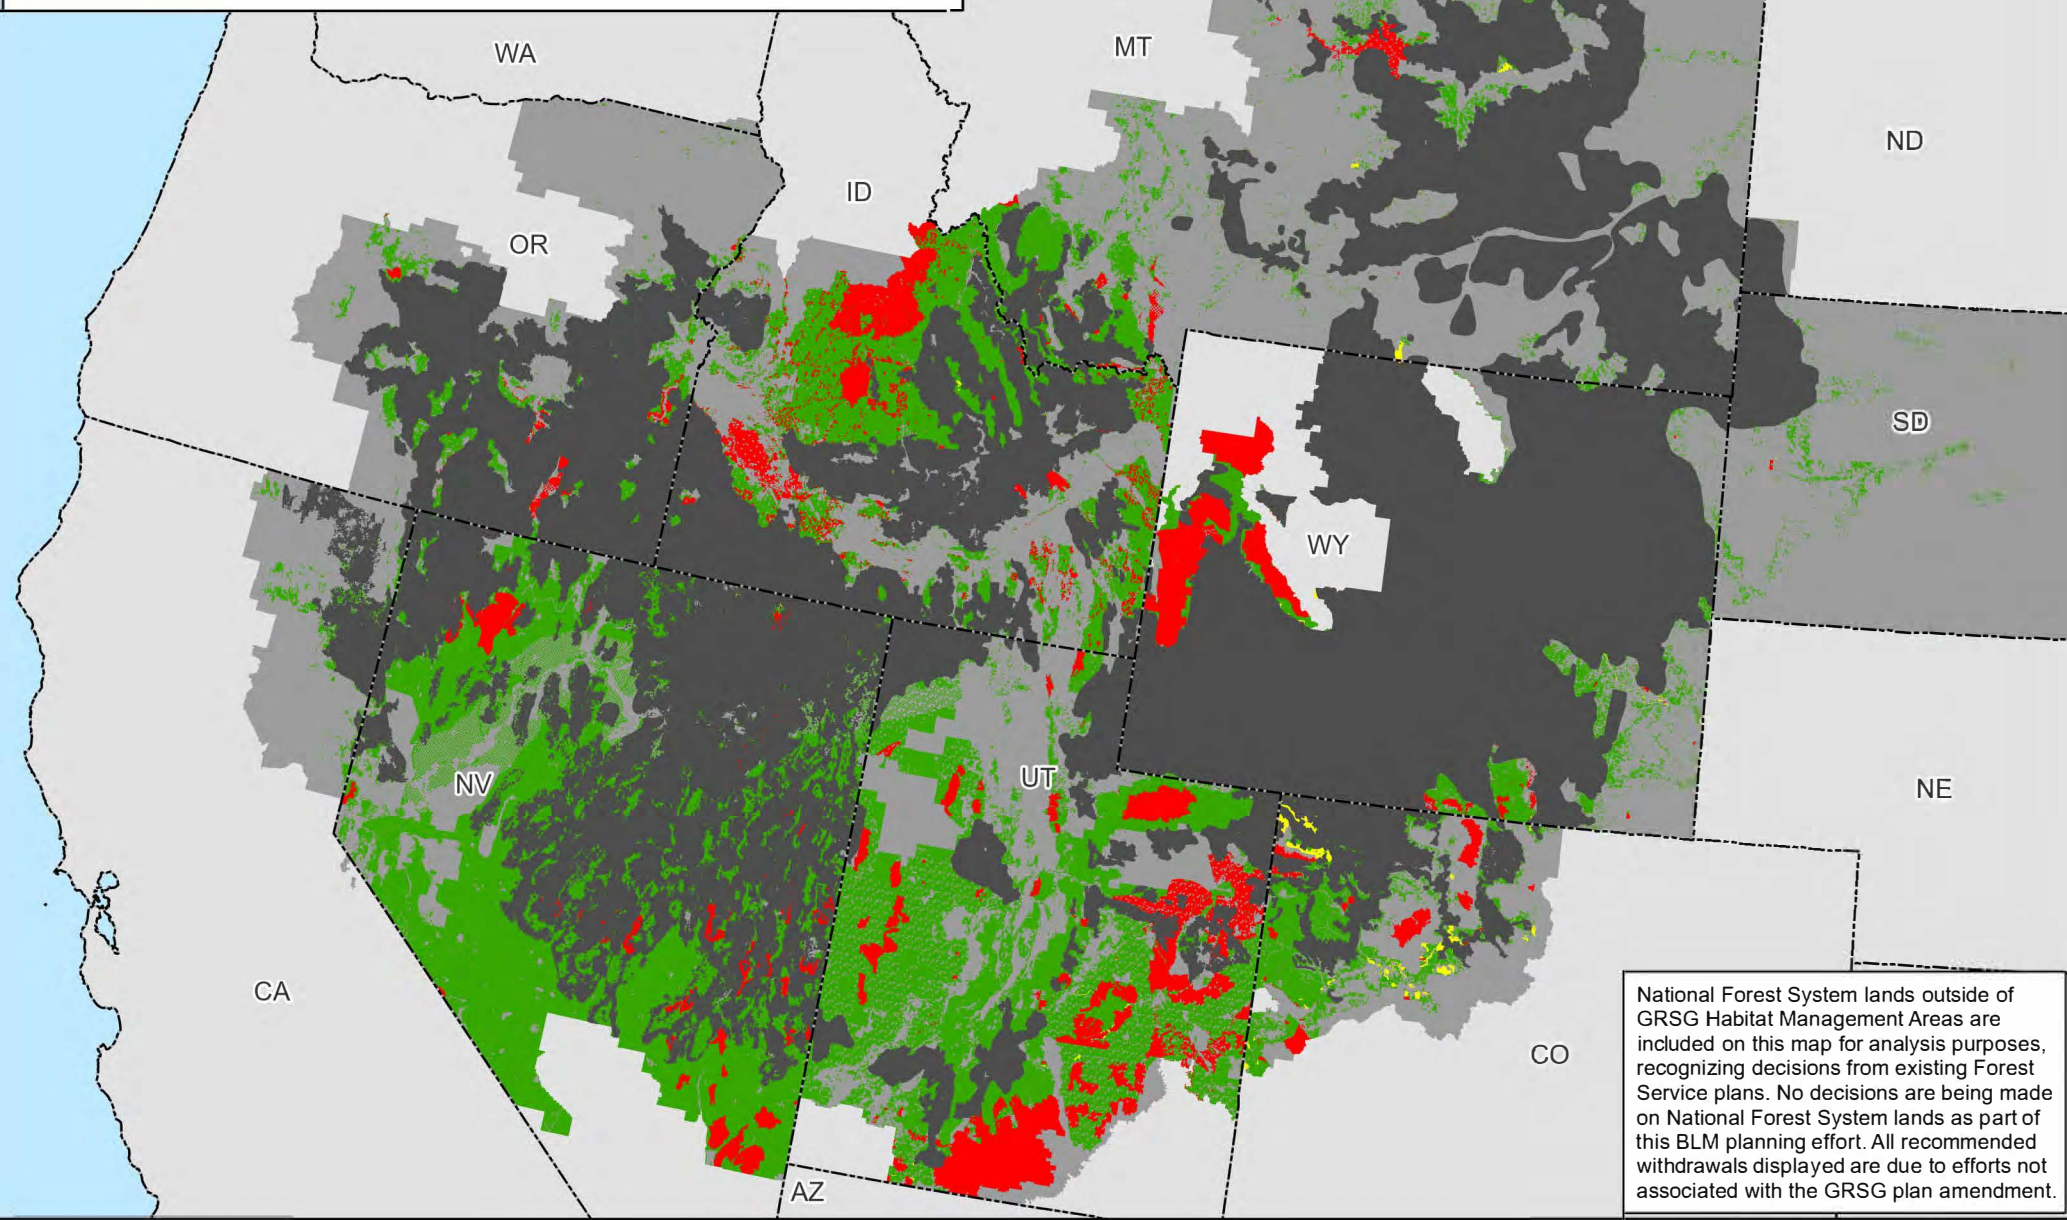 WA
MT
ND
ID
OR
SD
WY
NV
UT
NE
CA
CO
AZ
National Forest System lands outside of
GRSG Habitat Management Areas are
included on this map for analysis purposes,
recognizing decisions from existing Forest
Service plans. No decisions are being made
on National Forest System lands as part of
this BLM planning effort. All recommended
withdrawals displayed are due to efforts not
associated with the GRSG plan amendment.